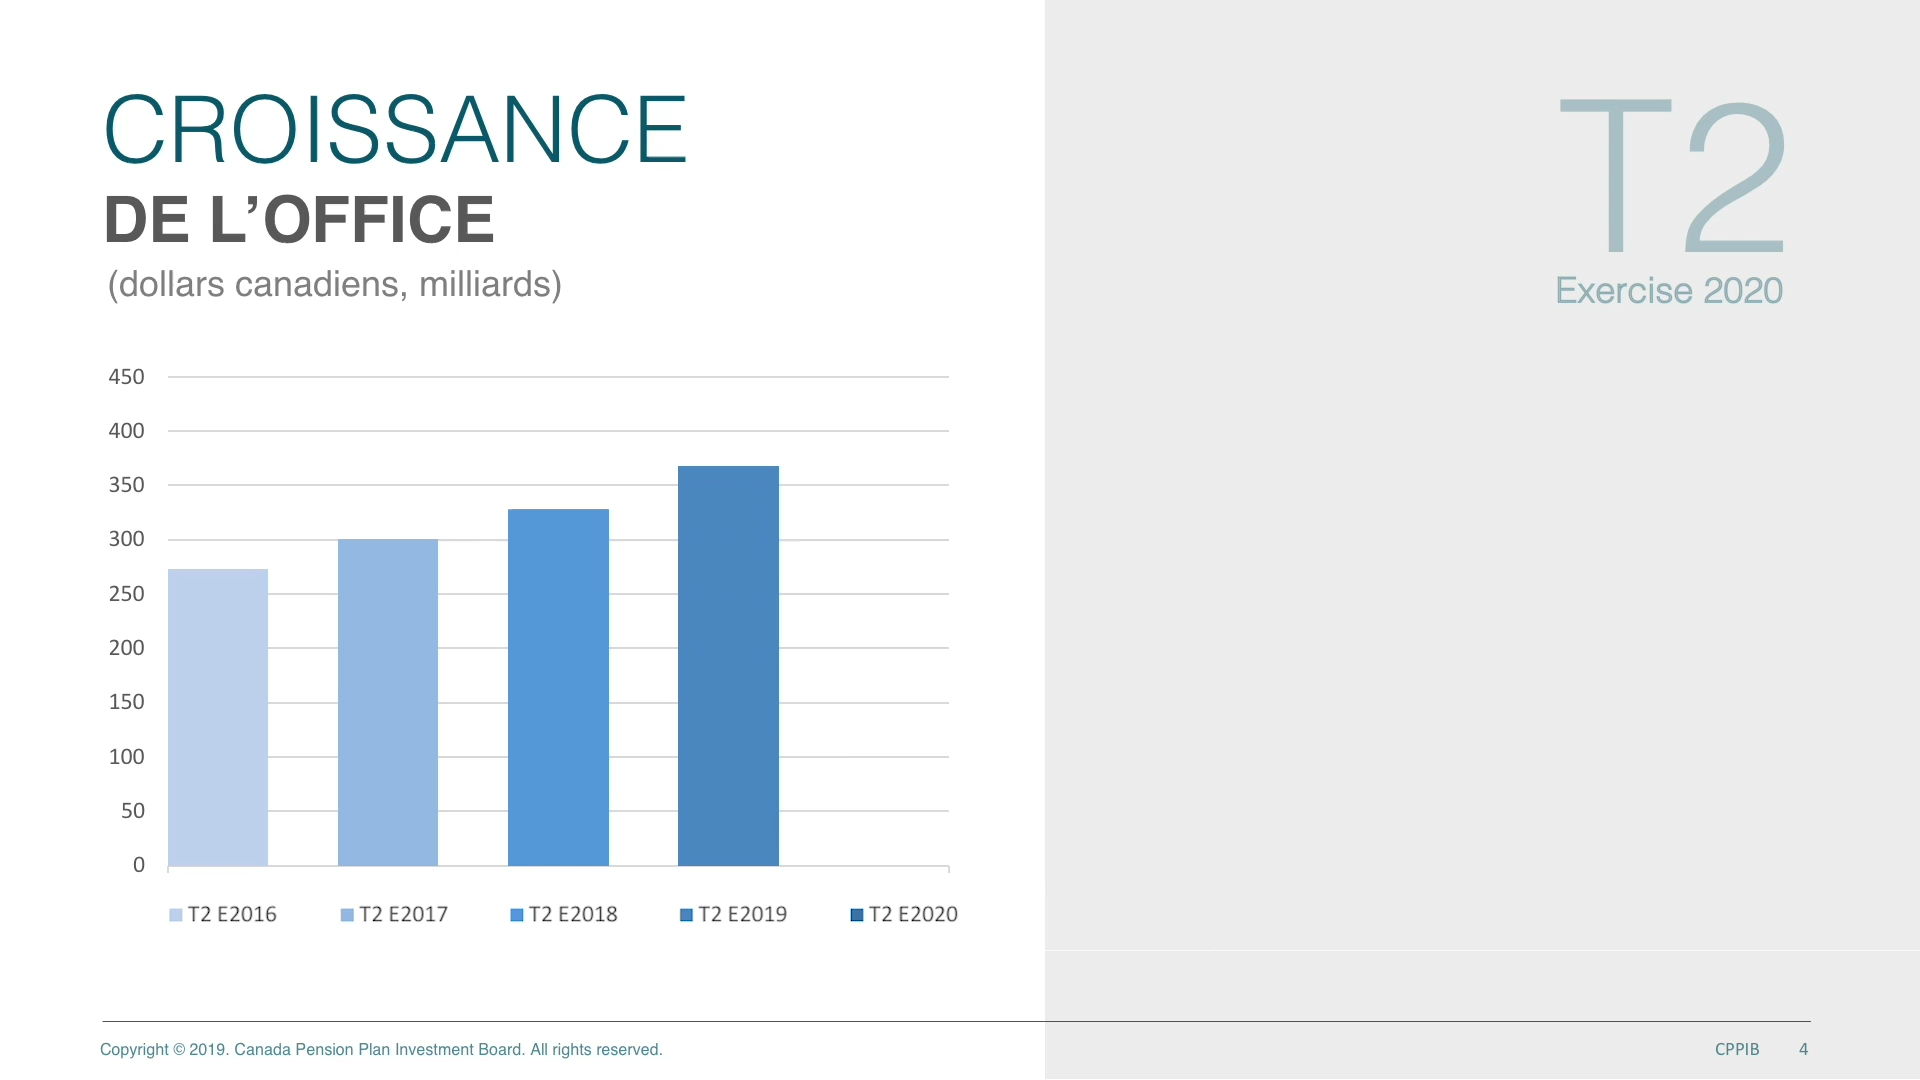 CROISSANCE
DE L’OFFICE
(dollars canadiens, milliards)
T2
Exercise 2020
450
400
350
300
250
200
150
100
50
0
T2 E2016
T2 E2017
T2 E2018
T2 E2019
T2 E2020
Copyright © 2019. Canada Pension Plan Investment Board. All rights reserved.
CPPIB 4